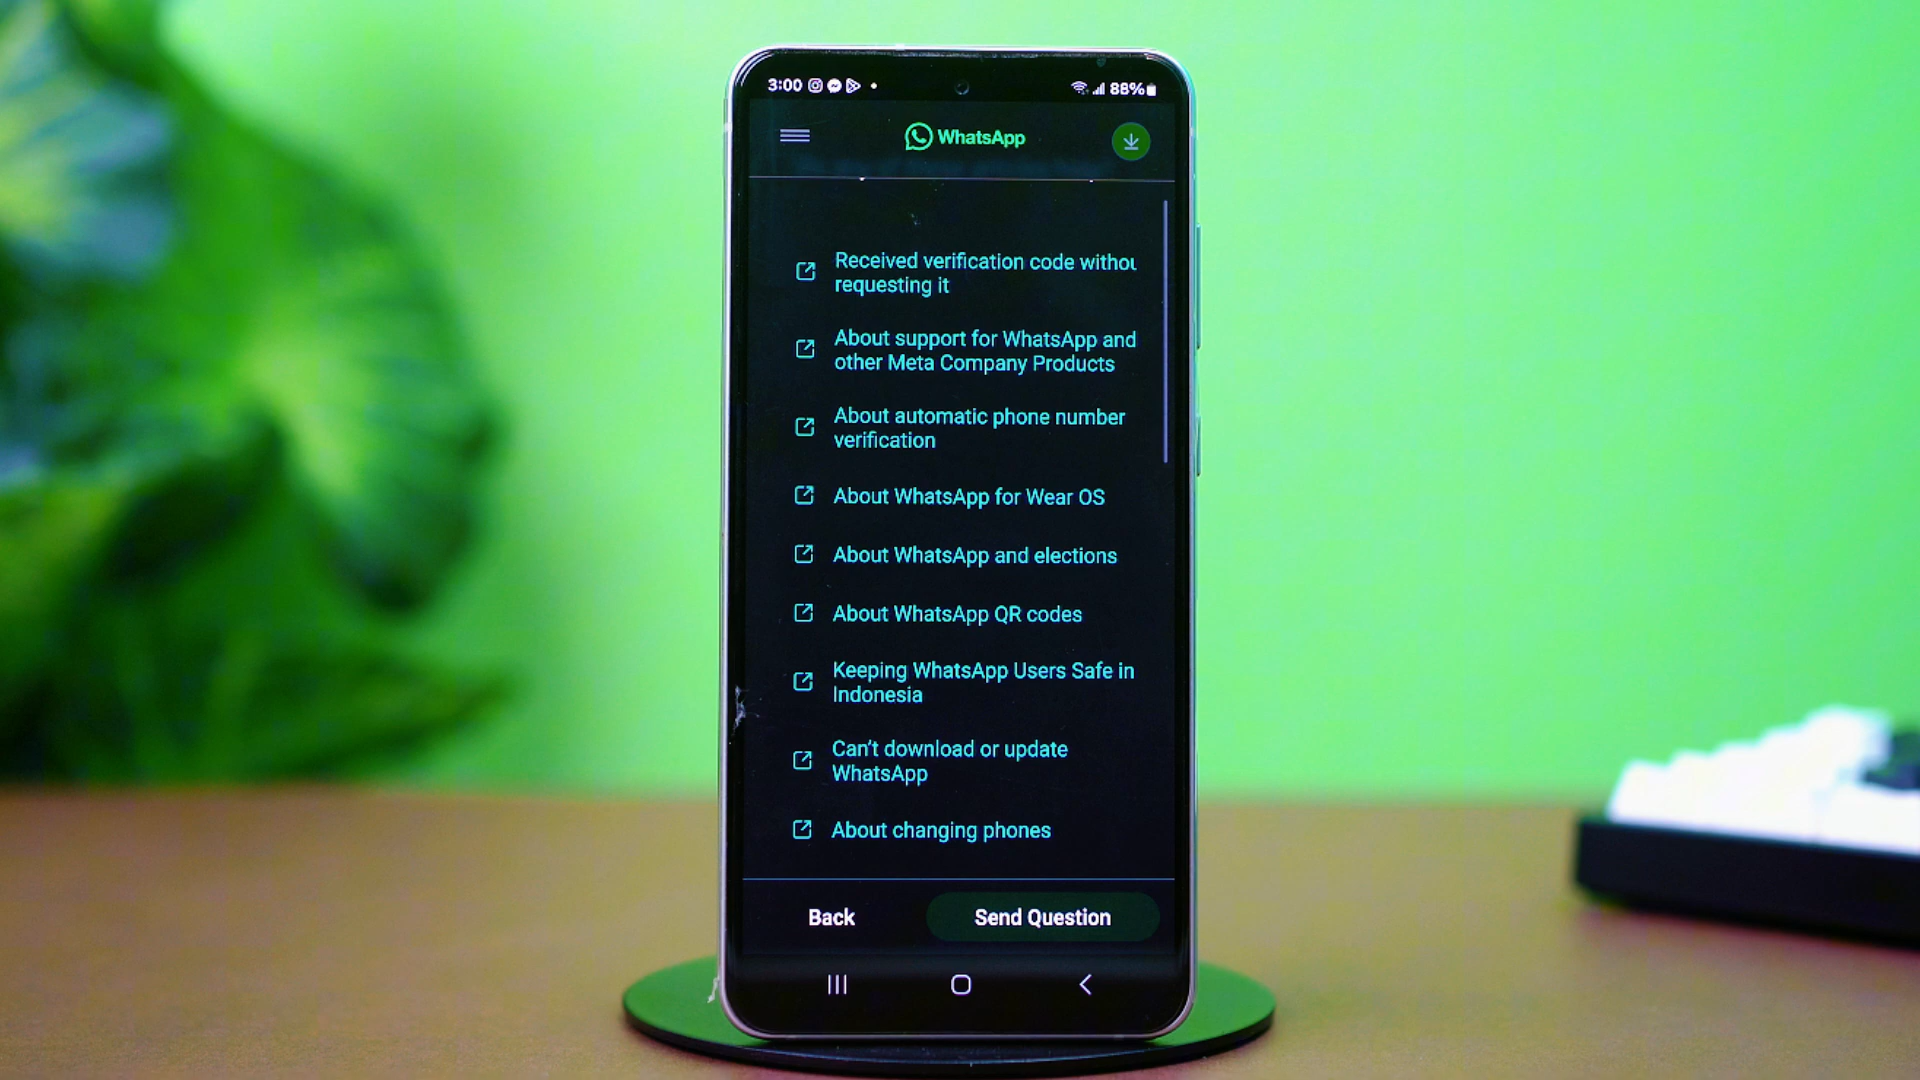 3:00
88%
WhatsApp
Received verification code withou
requesting it
About support for WhatsApp and
other Meta Company Products
About automatic phone number
verification
About WhatsApp for Wear OS
About WhatsApp and elections
About WhatsApp QR codes
Keeping WhatsApp Users Safe in
Indonesia
Can't download or update
WhatsApp
About changing phones
Back
Send Question